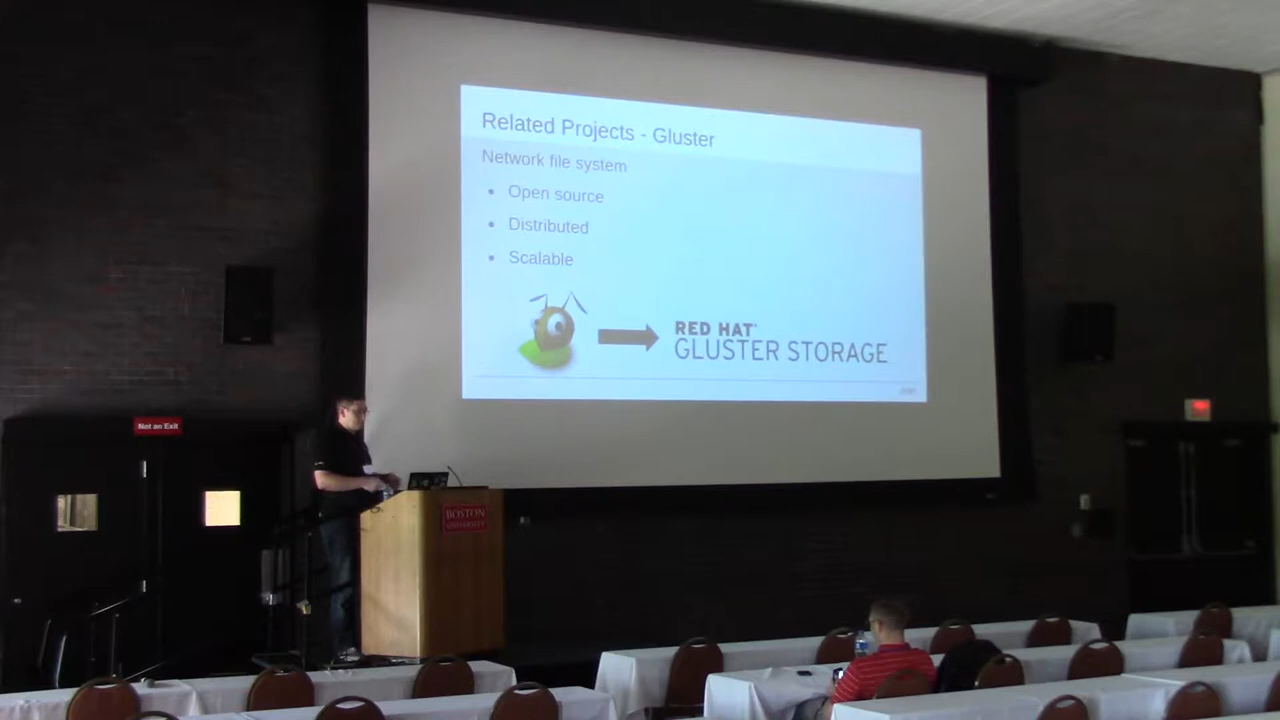 Related Projects - Gluster
Network file system
• Open source
• Distributed
• Scalable
RED HAT
GLUSTER STORAGE
Not an Exit
BOSTON
UNIVERSITY